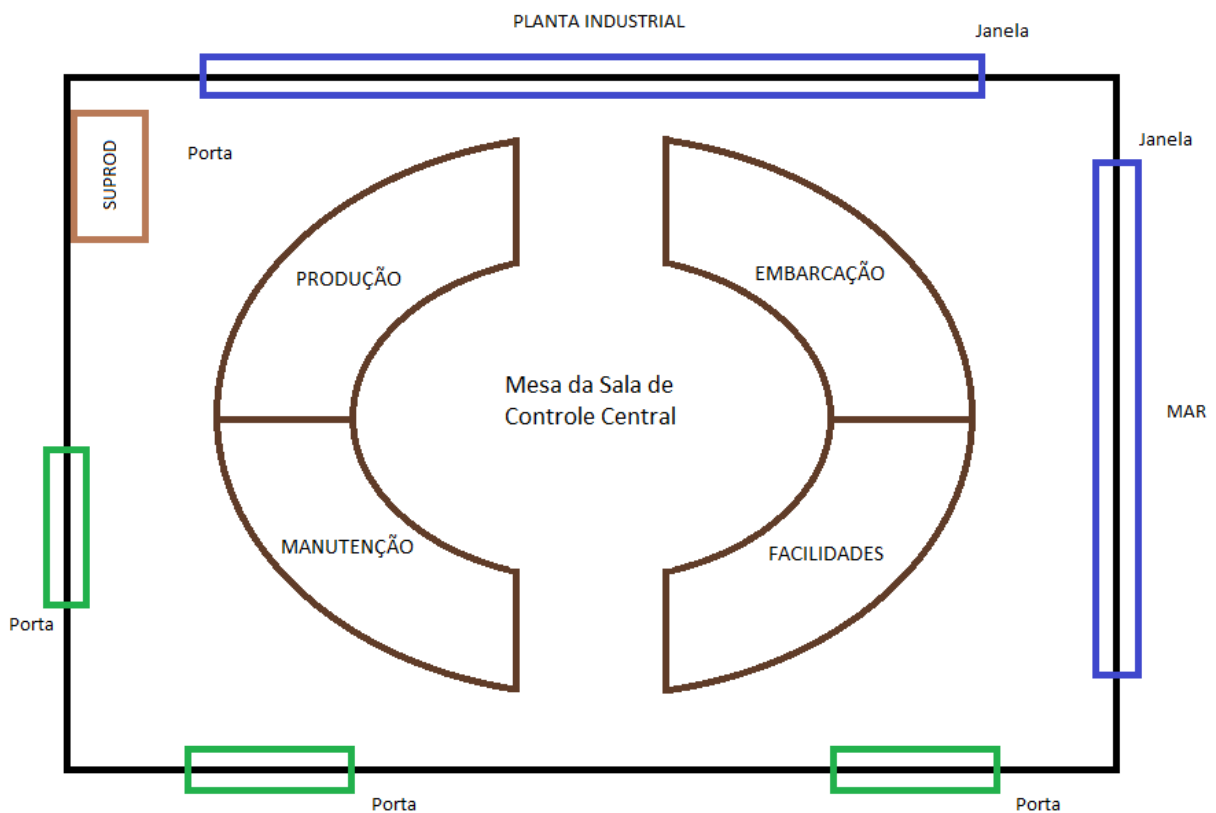 PLANTA INDUSTRIAL
Janela
Janela
SUPROD
Porta
PRODUÇÃO
EMBARCAÇÃO
Mesa da Sala de
Controle Central
MAR
MANUTENÇÃO
FACILIDADES
Porta
Porta
Porta